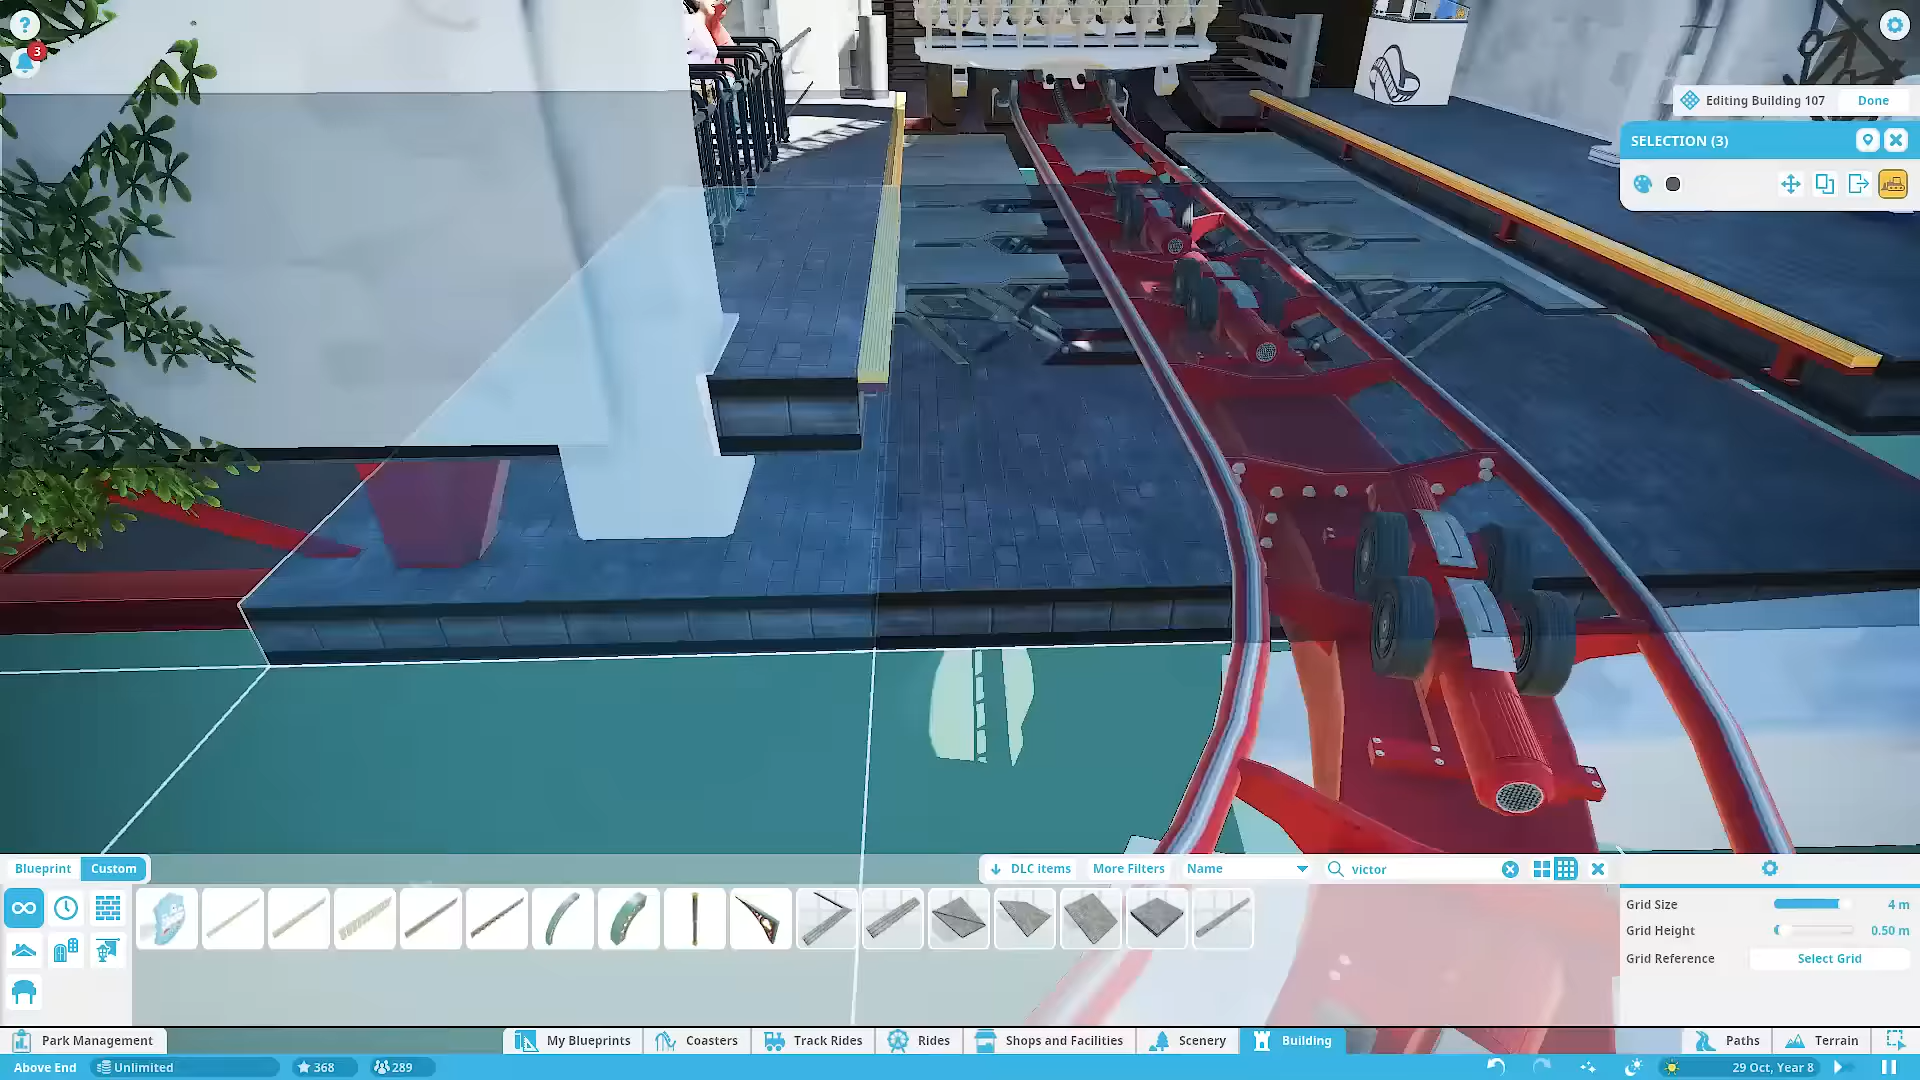 ?
3
Editing Building 107
Done
SELECTION (3)
Blueprint
Custom
DLC items
More Filters
Name
victor
Grid Size
4 m
Grid Height
0.50 m
Grid Reference
Select Grid
Park Management
My Blueprints
Coasters
Track Rides
Rides
Shops and Facilities
Scenery
Building
Paths
Terrain
Above End
Unlimited
368
289
29 Oct, Year 8